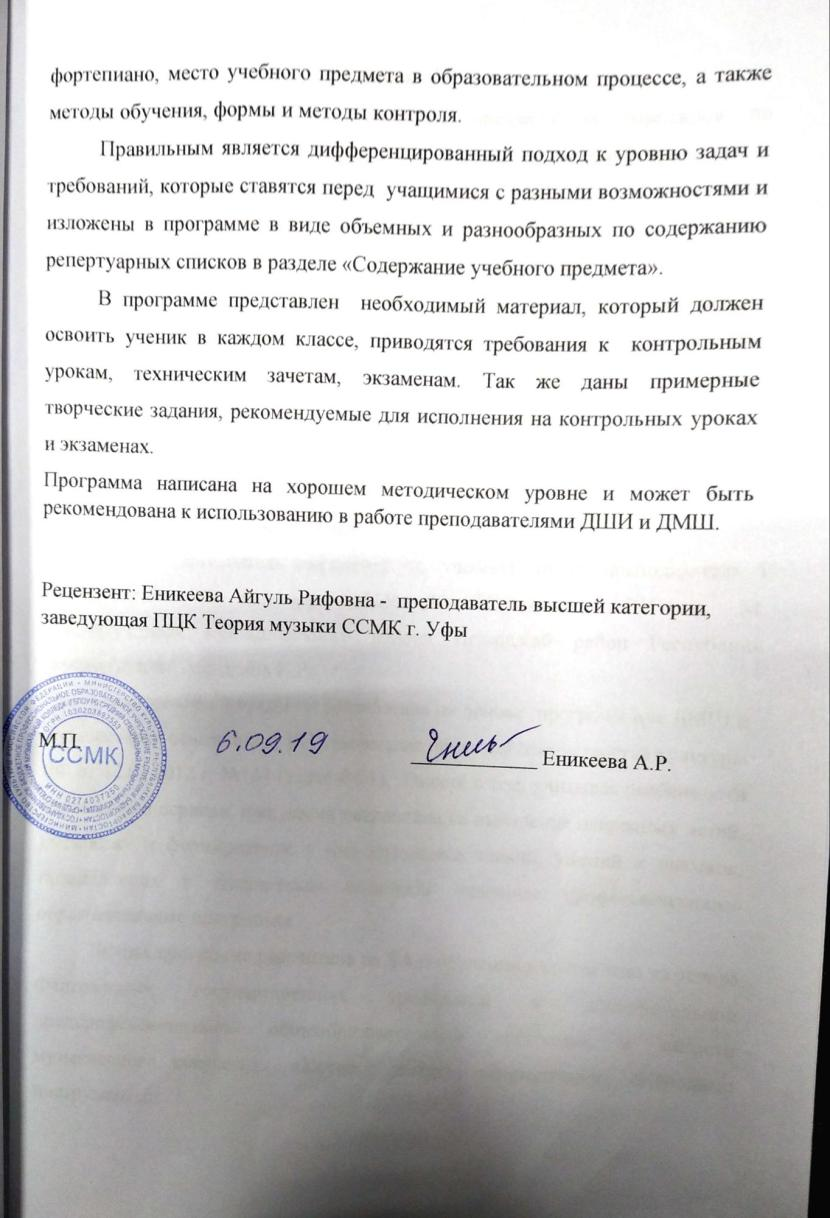 фортепиано, место учебного предмета в образовательном процессе, а также
методы обучения, формы и методы контроля.
Правильным является дифференцированный подход к уровню задач и
требований, которые ставятся перед учащимися с разными возможностями и
изложены в программе в виде объемных и разнообразных по содержанию
репертуарных списков в разделе «Содержание учебного предмета».
В программе представлен необходимый материал, который должен
освоить ученик в каждом классе, приводятся требования к контрольным
урокам, техническим зачетам, экзаменам. Так же даны примерные
творческие задания, рекомендуемые для исполнения на контрольных уроках
и экзаменах.
Программа написана на хорошем методическом уровне и может быть
рекомендована к использованию в работе преподавателями ДШИ и ДМШ.
Рецензент: Еникеева Айгуль Рифовна - преподаватель высшей категории,
заведующая ПЦК Теория музыки ССМК г. Уфы
М.П.
ССМК
6.09.19
Еникеева А.Р.